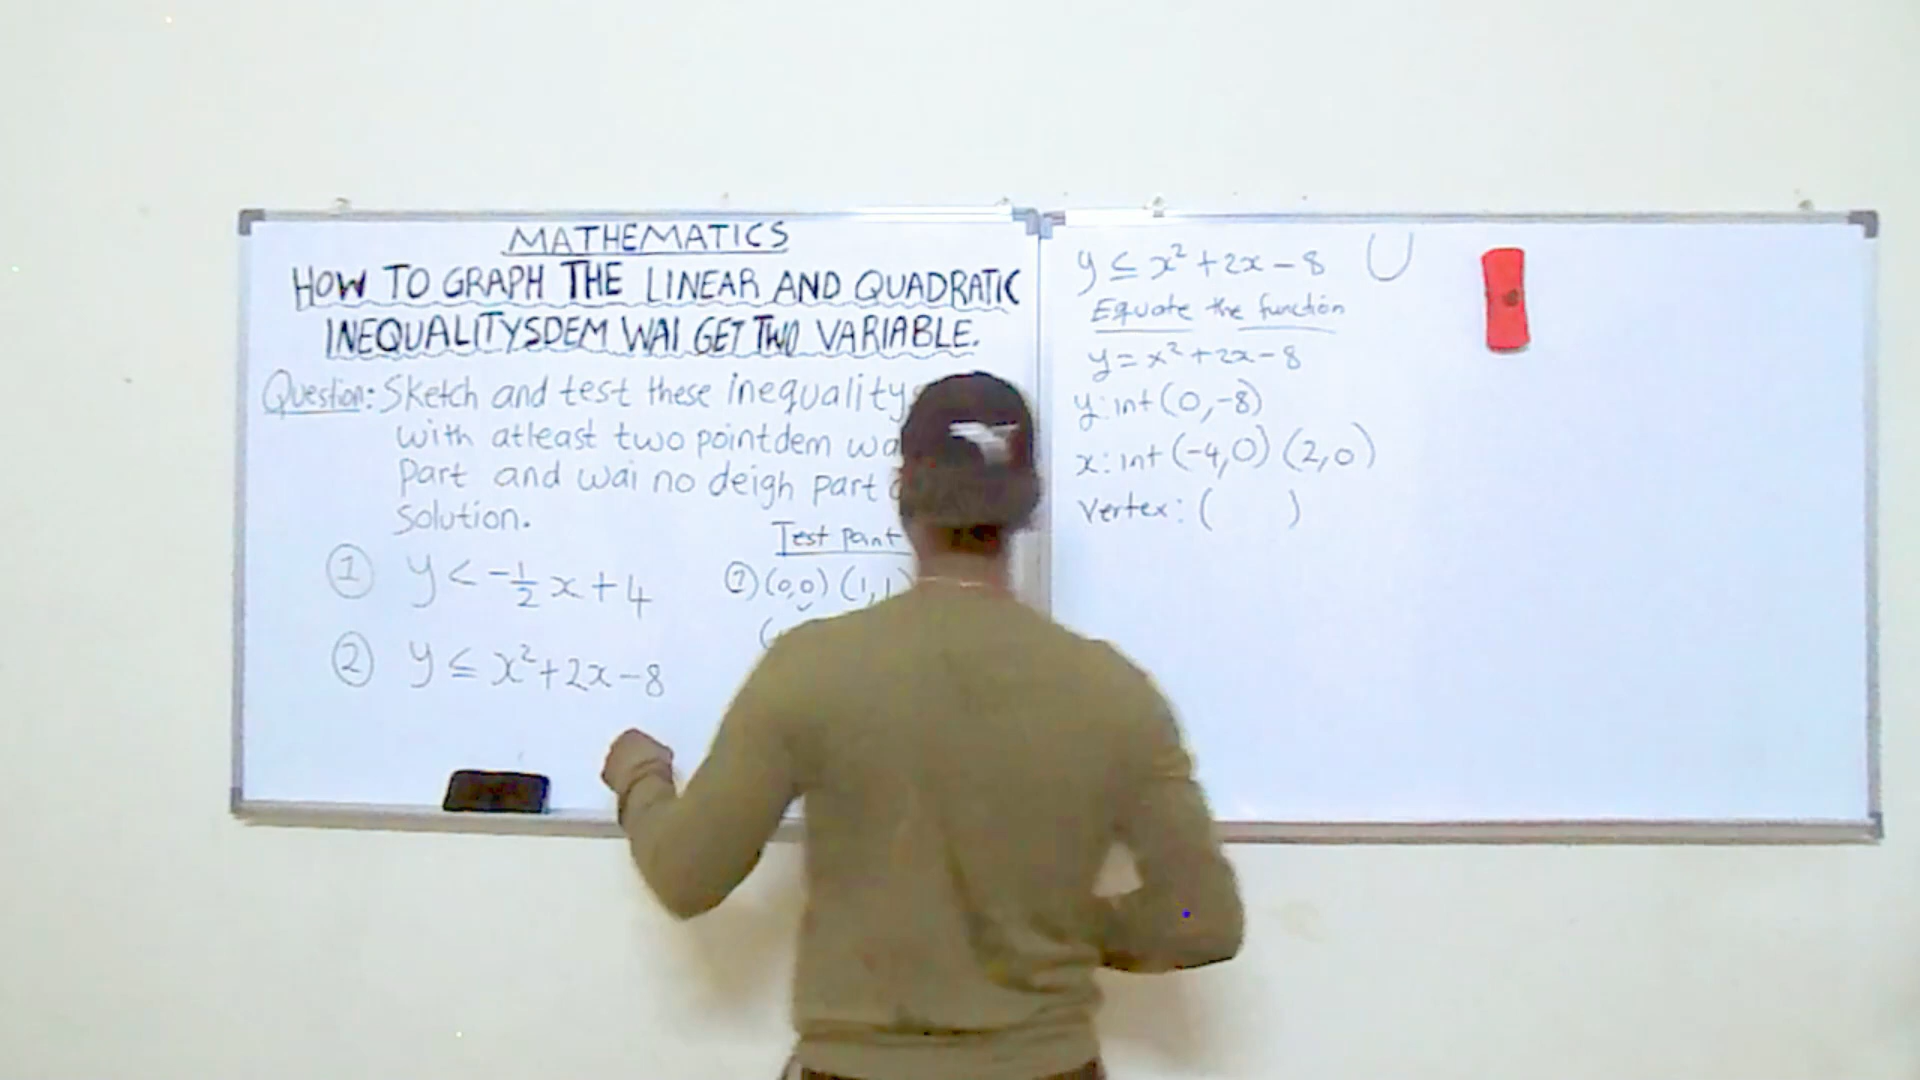 MATHEMATICS
HOW TO GRAPH THE LINEAR AND QUADRATIC
INEQUALITYSDEM WAI GET TWO VARIABLE.
Question: Sketch and test these inequality
with atleast two pointdem
part and wai no deigh part
solution.
Test point
① y < -1/2 x + 4
(0,0) (1,1
② y ≤ x² + 2x - 8
y ≤ x² + 2x - 8
Equate the function
y = x² + 2x - 8
y: int (0, -8)
x: int (-4, 0) (2, 0)
Vertex: ( )